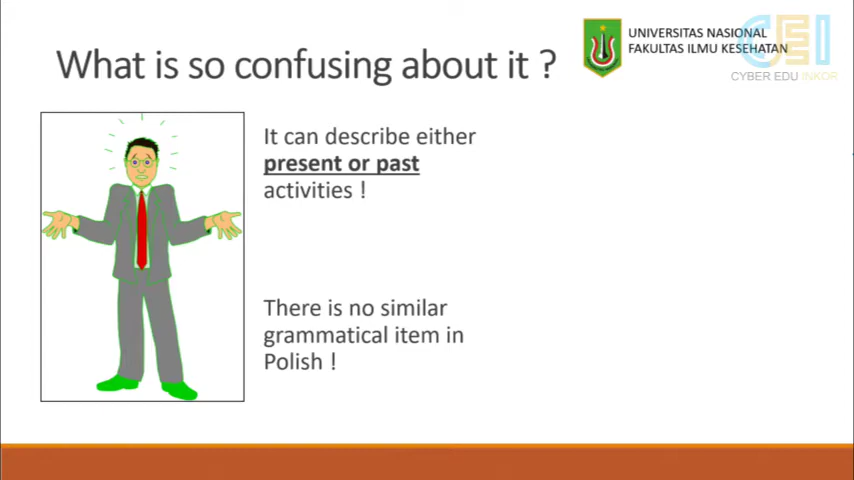 What is so confusing about it ?
UNIVERSITAS NASIONAL
FAKULTAS ILMU KESEHATAN
CEI
CYBER EDU INKOR
It can describe either
present or past
activities !
There is no similar
grammatical item in
Polish !